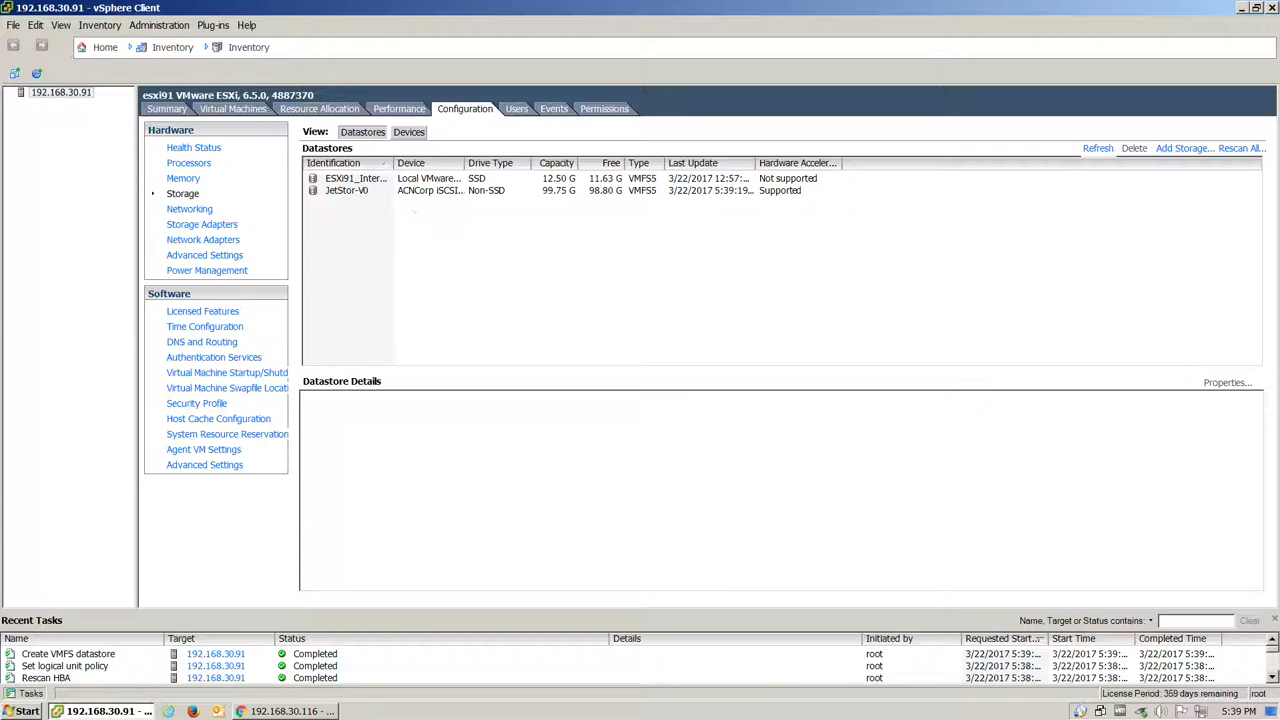 192.168.30.91 - vSphere Client
File Edit View Inventory Administration Plug-ins Help
Home Inventory Inventory
192.168.30.91
esxi91 VMware ESXi, 6.5.0, 4887370
Summary Virtual Machines Resource Allocation Performance Configuration Users Events Permissions
Hardware
Health Status
Processors
Memory
Storage
Networking
Storage Adapters
Network Adapters
Advanced Settings
Power Management
Software
Licensed Features
Time Configuration
DNS and Routing
Authentication Services
Virtual Machine Startup/Shutd
Virtual Machine Swapfile Locati
Security Profile
Host Cache Configuration
System Resource Reservation
Agent VM Settings
Advanced Settings
View: Datastores Devices
Datastores
Refresh Delete Add Storage... Rescan All...
Identification Device Drive Type Capacity Free Type Last Update Hardware Acceler...
ESXi91_Inter... Local VMware... SSD 12.50 G 11.63 G VMFS5 3/22/2017 12:57:... Not supported
JetStor-V0 ACNCorp iSCSI... Non-SSD 99.75 G 98.80 G VMFS5 3/22/2017 5:39:19... Supported
Datastore Details
Properties...
Recent Tasks
Name, Target or Status contains: Clear
Name Target Status Details Initiated by Requested Start... Start Time Completed Time
Create VMFS datastore 192.168.30.91 Completed root 3/22/2017 5:39:... 3/22/2017 5:39:... 3/22/2017 5:39:...
Set logical unit policy 192.168.30.91 Completed root 3/22/2017 5:38:... 3/22/2017 5:38:... 3/22/2017 5:38:...
Rescan HBA 192.168.30.91 Completed root 3/22/2017 5:38:... 3/22/2017 5:38:... 3/22/2017 5:38:...
Tasks
License Period: 359 days remaining root
Start 192.168.30.91 - ... 192.168.30.116 - ... 5:39 PM